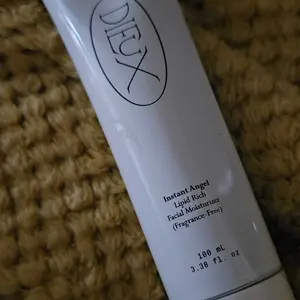 DIEUX
Instant Angel
Lipid Rich
Facial Moisturizer
(Fragrance-Free)
100 mL
3.38 fl. oz